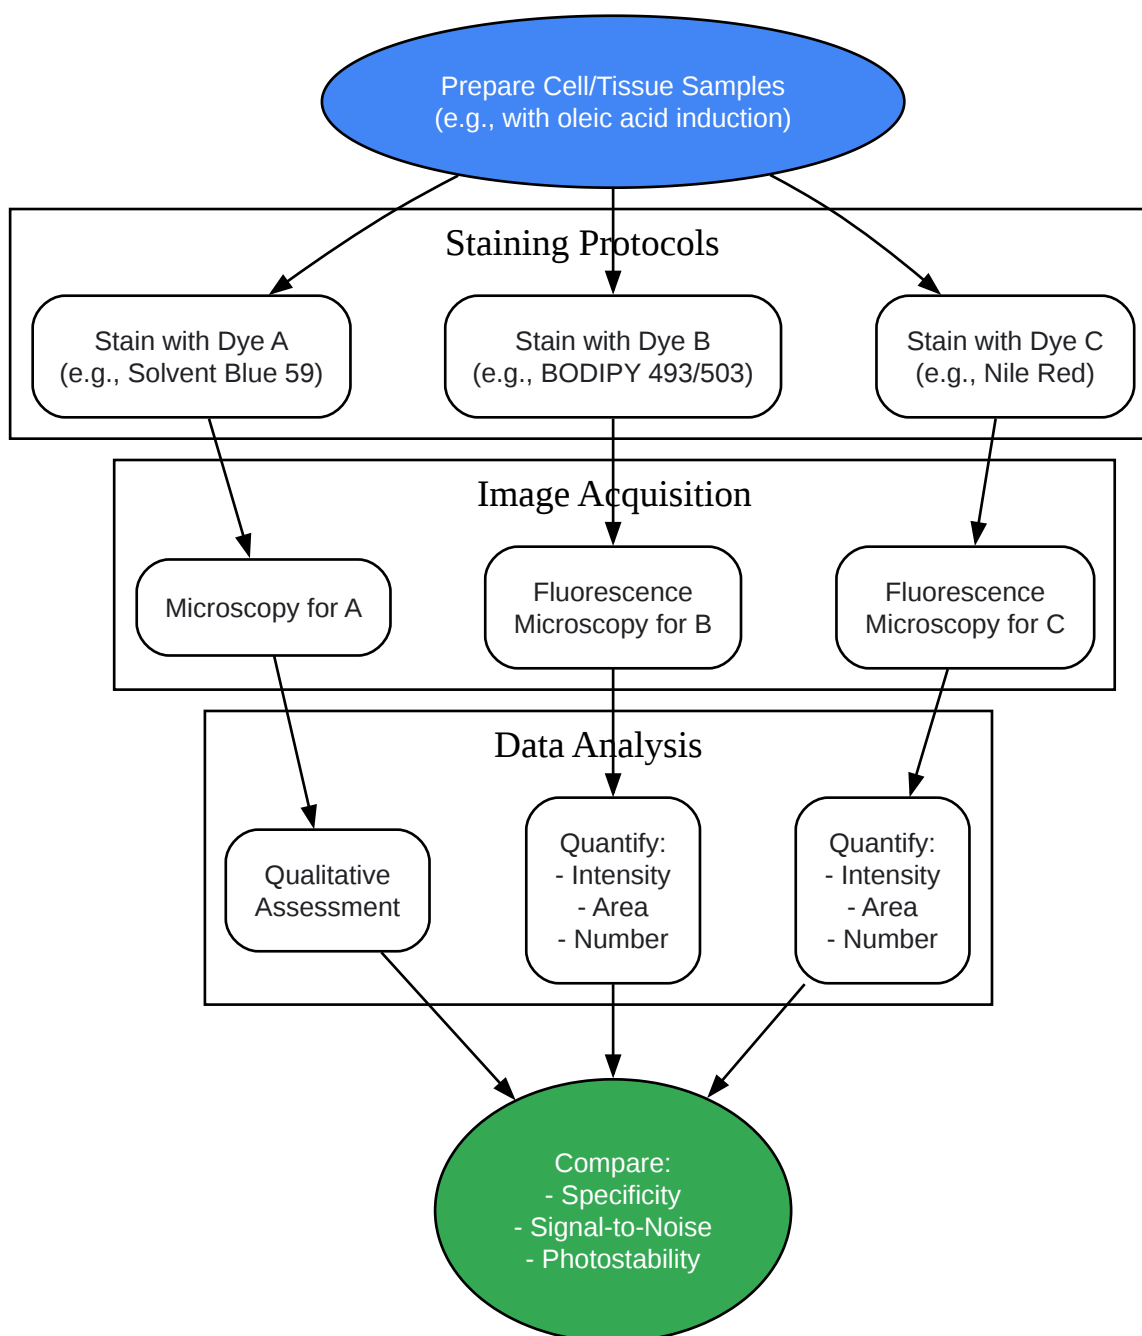 Prepare Cell/Tissue Samples
(e.g., with oleic acid induction)
Staining Protocols
Stain with Dye A
(e.g., Solvent Blue 59)
Stain with Dye B
(e.g., BODIPY 493/503)
Stain with Dye C
(e.g., Nile Red)
Image Acquisition
Microscopy for A
Fluorescence
Microscopy for B
Fluorescence
Microscopy for C
Data Analysis
Qualitative
Assessment
Quantify:
- Intensity
- Area
- Number
Quantify:
- Intensity
- Area
- Number
Compare:
- Specificity
- Signal-to-Noise
- Photostability